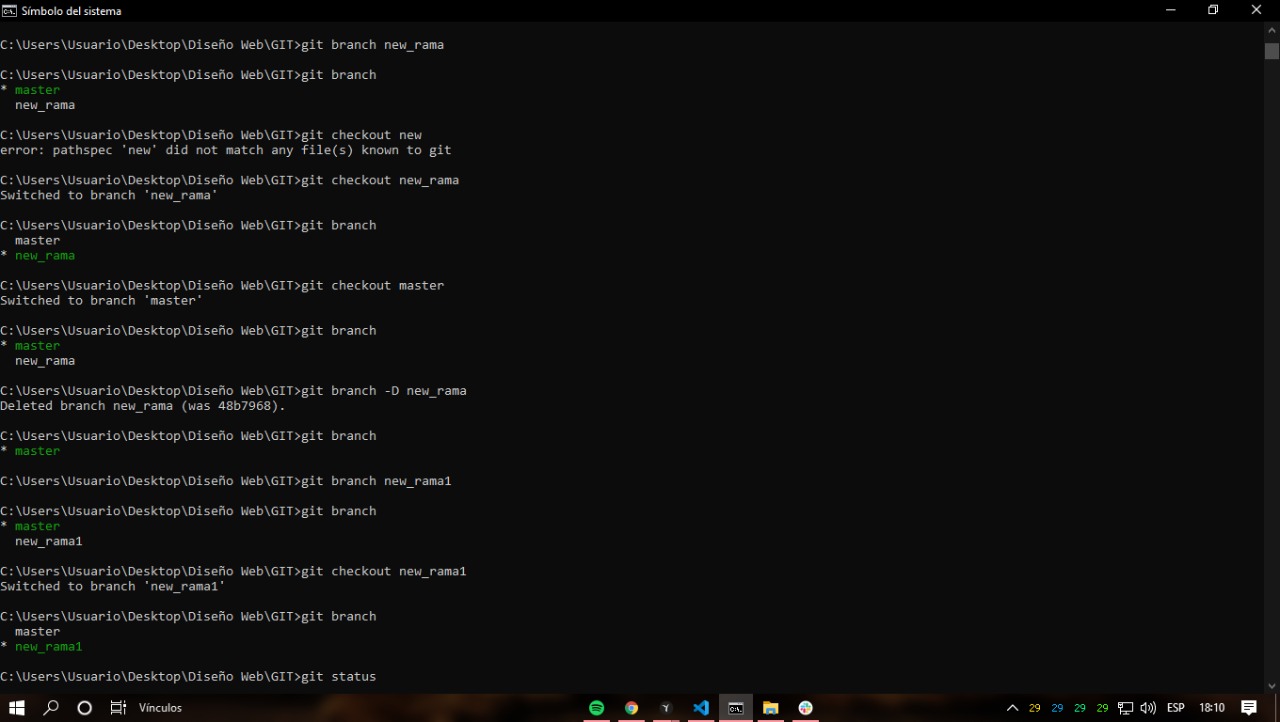 Símbolo del sistema
C:\Users\Usuario\Desktop\Diseño Web\GIT>git branch new_rama
C:\Users\Usuario\Desktop\Diseño Web\GIT>git branch
* master
  new_rama
C:\Users\Usuario\Desktop\Diseño Web\GIT>git checkout new
error: pathspec 'new' did not match any file(s) known to git
C:\Users\Usuario\Desktop\Diseño Web\GIT>git checkout new_rama
Switched to branch 'new_rama'
C:\Users\Usuario\Desktop\Diseño Web\GIT>git branch
  master
* new_rama
C:\Users\Usuario\Desktop\Diseño Web\GIT>git checkout master
Switched to branch 'master'
C:\Users\Usuario\Desktop\Diseño Web\GIT>git branch
* master
  new_rama
C:\Users\Usuario\Desktop\Diseño Web\GIT>git branch -D new_rama
Deleted branch new_rama (was 48b7968).
C:\Users\Usuario\Desktop\Diseño Web\GIT>git branch
* master
C:\Users\Usuario\Desktop\Diseño Web\GIT>git branch new_rama1
C:\Users\Usuario\Desktop\Diseño Web\GIT>git branch
* master
  new_rama1
C:\Users\Usuario\Desktop\Diseño Web\GIT>git checkout new_rama1
Switched to branch 'new_rama1'
C:\Users\Usuario\Desktop\Diseño Web\GIT>git branch
  master
* new_rama1
C:\Users\Usuario\Desktop\Diseño Web\GIT>git status
Vínculos 29 29 29 29 ESP 18:10